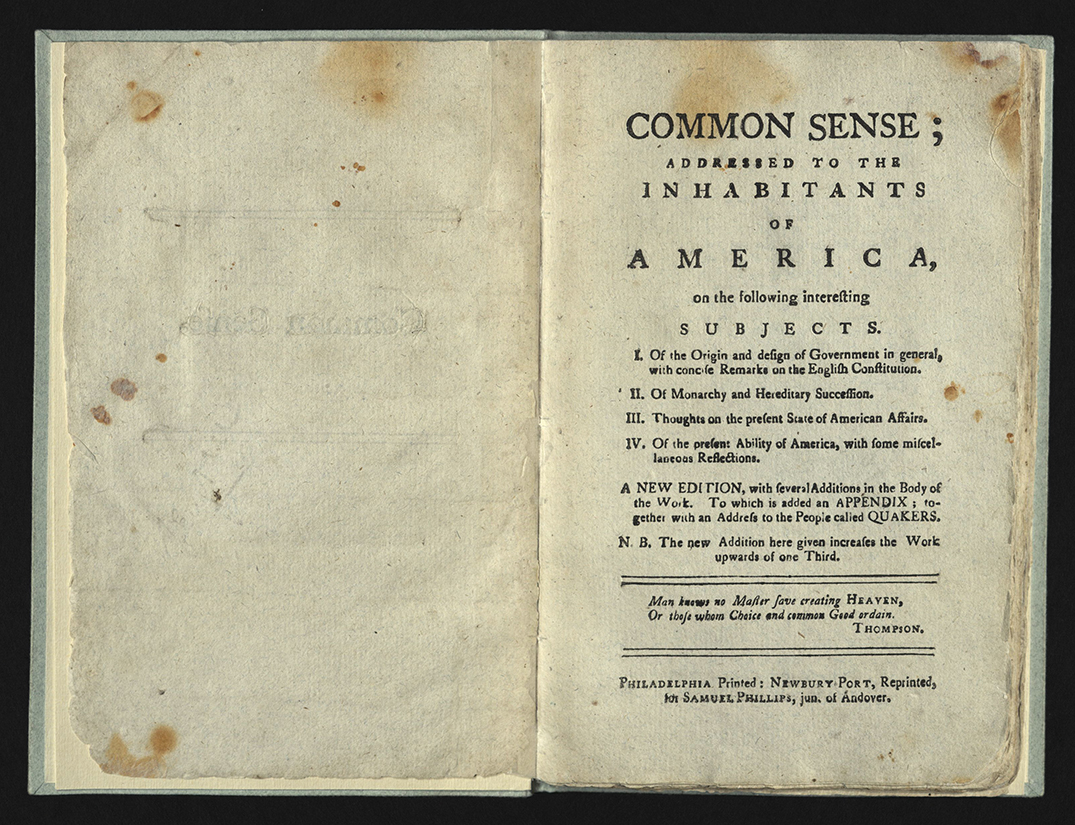 Common Sense
COMMON SENSE;
ADDRESSED TO THE
INHABITANTS
OF
AMERICA,
on the following intereſting
SUBJECTS.
I. Of the Origin and deſign of Government in general,
with conciſe Remarks on the Engliſh Conſtitution.
II. Of Monarchy and Hereditary Succeſſion.
III. Thoughts on the preſent State of American Affairs.
IV. Of the preſent Ability of America, with ſome miſcel-
laneous Reflections.
A NEW EDITION, with ſeveral Additions in the Body of
the Work. To which is added an APPENDIX; to-
gether with an Addreſs to the People called QUAKERS.
N. B. The new Addition here given increaſes the Work
upwards of one Third.
Man knows no Maſter ſave creating HEAVEN,
Or thoſe whom Choice and common Good ordain.
THOMPSON.
PHILADELPHIA Printed: NEWBURY-PORT, Reprinted,
for SAMUEL PHILLIPS, jun. of Andover.